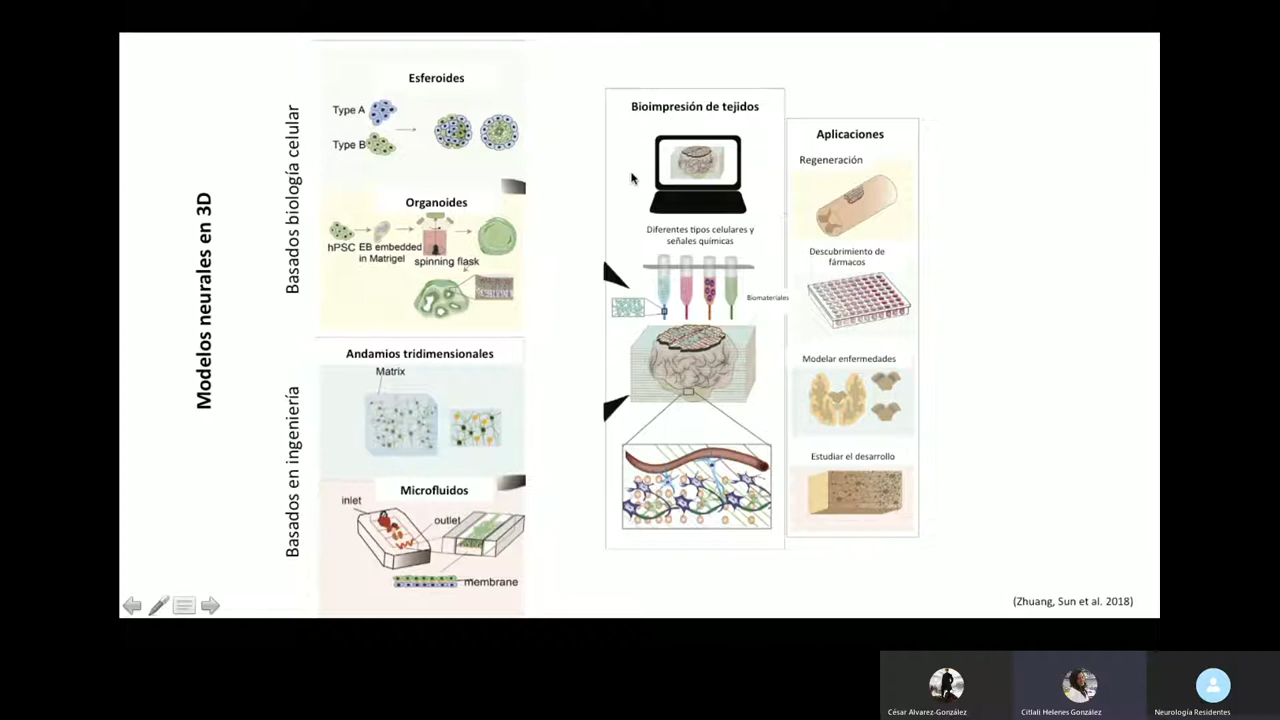 Modelos neurales en 3D
Basados biología celular
Esferoides
Type A
Type B
Organoides
hPSC EB embedded
in Matrigel
spinning flask
Basados en ingeniería
Andamios tridimensionales
Matrix
Microfluidos
inlet
outlet
membrane
Bioimpresión de tejidos
Diferentes tipos celulares y
señales químicas
Biomateriales
Aplicaciones
Regeneración
Descubrimiento de
fármacos
Modelar enfermedades
Estudiar el desarrollo
(Zhuang, Sun et al. 2018)
César Alvarez-González
Citlali Helenes González
Neurología Residentes